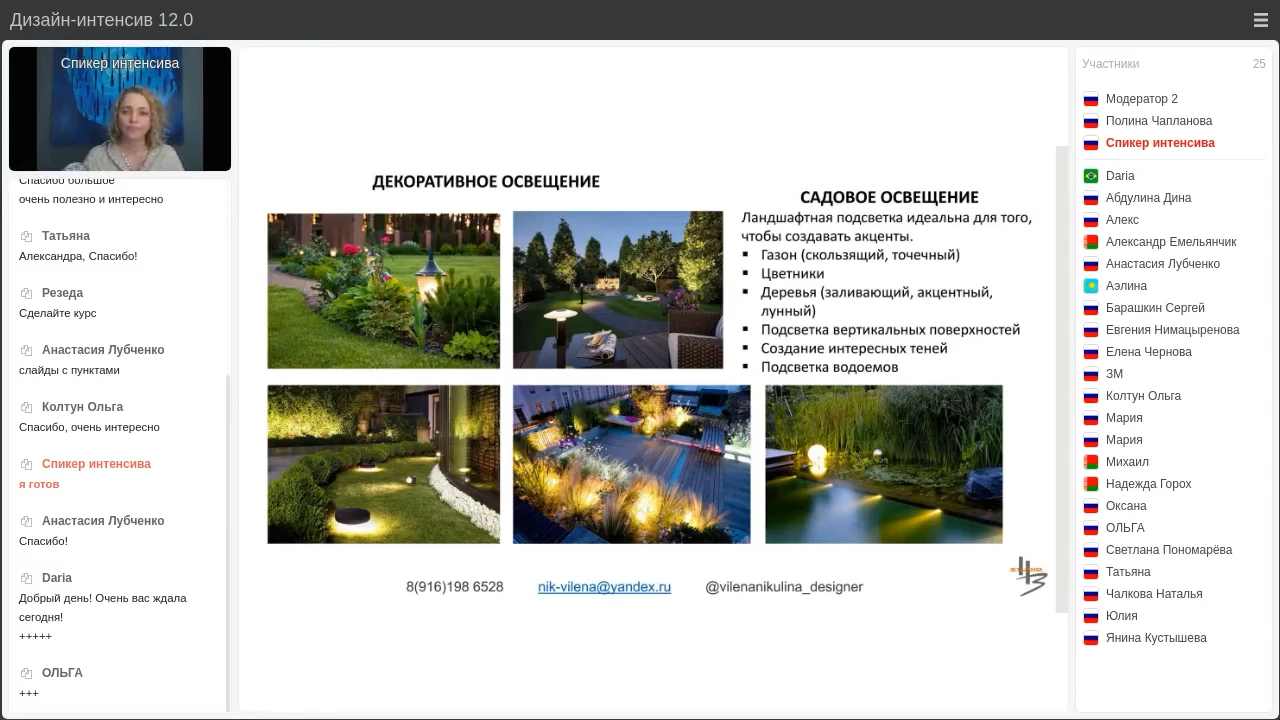 Дизайн-интенсив 12.0
Спикер интенсива
Спасибо большое
очень полезно и интересно
Татьяна
Александра, Спасибо!
Резеда
Сделайте курс
Анастасия Лубченко
слайды с пунктами
Колтун Ольга
Спасибо, очень интересно
Спикер интенсива
я готов
Анастасия Лубченко
Спасибо!
Daria
Добрый день! Очень вас ждала
сегодня!
+++++
ОЛЬГА
+++
ДЕКОРАТИВНОЕ ОСВЕЩЕНИЕ
САДОВОЕ ОСВЕЩЕНИЕ
Ландшафтная подсветка идеальна для того,
чтобы создавать акценты.
▪ Газон (скользящий, точечный)
▪ Цветники
▪ Деревья (заливающий, акцентный,
лунный)
▪ Подсветка вертикальных поверхностей
▪ Создание интересных теней
▪ Подсветка водоемов
8(916)198 6528 nik-vilena@yandex.ru @vilenanikulina_designer
Участники 25
Модератор 2
Полина Чапланова
Спикер интенсива
Daria
Абдулина Дина
Алекс
Александр Емельянчик
Анастасия Лубченко
Аэлина
Барашкин Сергей
Евгения Нимацыренова
Елена Чернова
ЗМ
Колтун Ольга
Мария
Мария
Михаил
Надежда Горох
Оксана
ОЛЬГА
Светлана Пономарёва
Татьяна
Чалкова Наталья
Юлия
Янина Кустышева